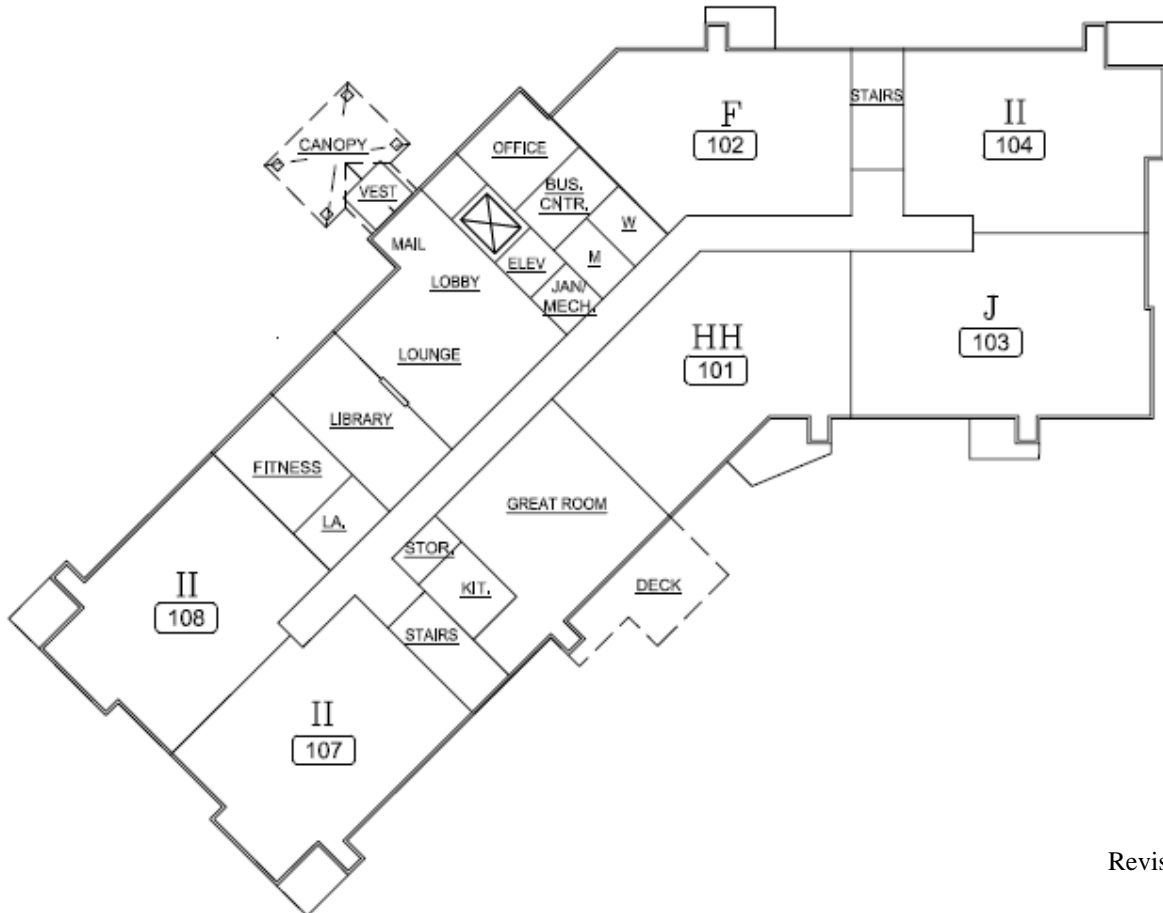 F
102
STAIRS
II
104
CANOPY
OFFICE
VEST
BUS.
CNTR.
W
MAIL
M
ELEV
LOBBY
JAN/
MECH.
J
103
HH
101
LOUNGE
LIBRARY
FITNESS
GREAT ROOM
LA.
STOR.
KIT.
DECK
II
108
STAIRS
II
107
Revis